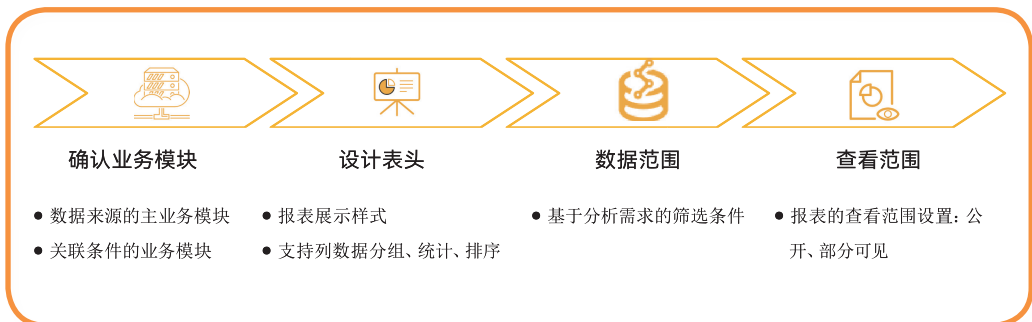 确认业务模块
设计表头
数据范围
查看范围
● 数据来源的主业务模块
● 关联条件的业务模块
● 报表展示样式
● 支持列数据分组、统计、排序
● 基于分析需求的筛选条件
● 报表的查看范围设置：公
开、部分可见